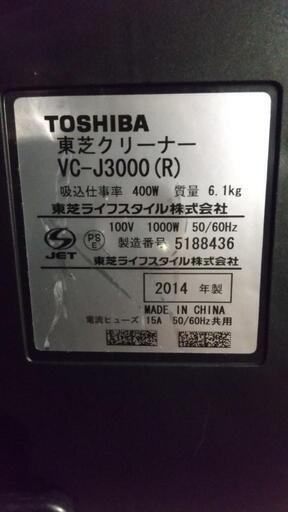 TOSHIBA
東芝クリーナー
VC-J3000(R)
吸込仕事率 400W 質量 6.1kg
東芝ライフスタイル株式会社
100V 1000W 50/60Hz
JET PS E 製造番号 5188436
東芝ライフスタイル株式会社
2014 年製
MADE IN CHINA
電流ヒューズ 15A 50/60Hz共用